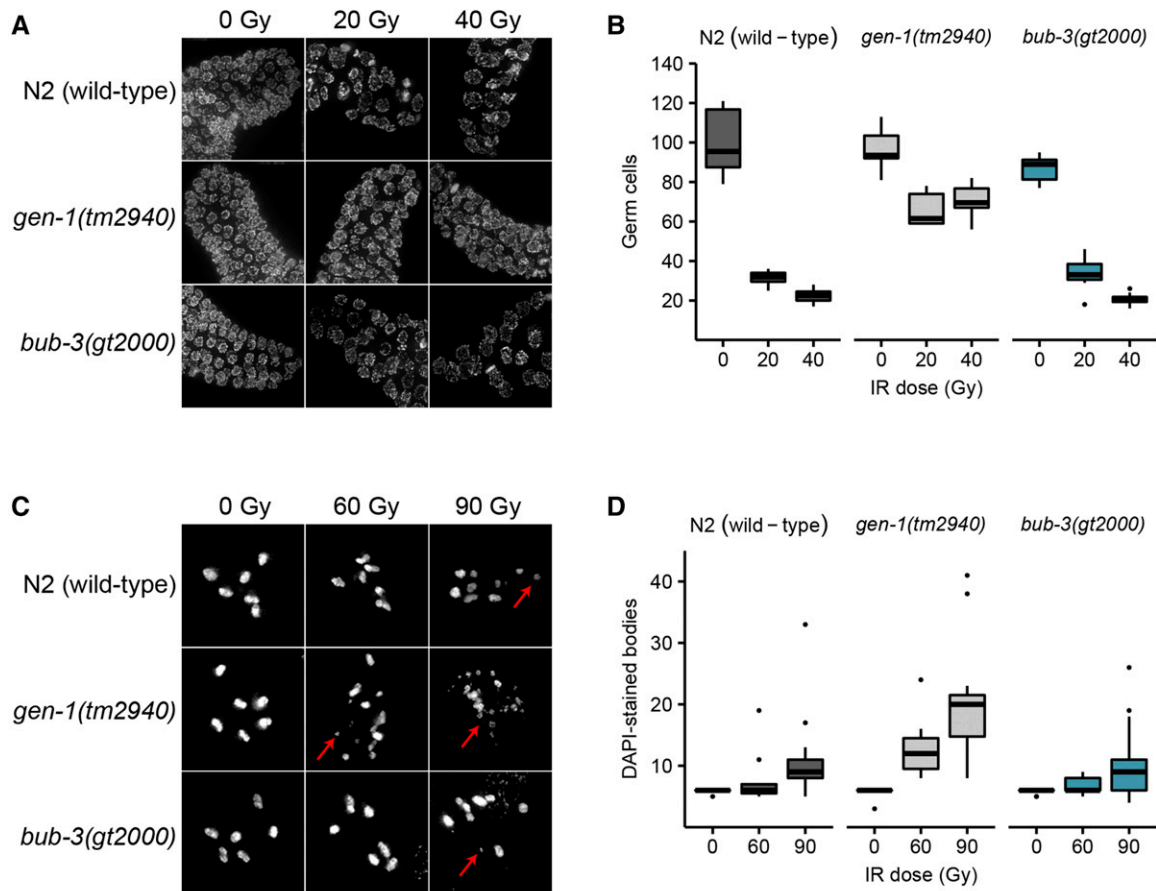 A
0 Gy 20 Gy 40 Gy
N2 (wild-type)
gen-1(tm2940)
bub-3(gt2000)
B
N2 (wild-type) gen-1(tm2940) bub-3(gt2000)
Germ cells
140
120
100
80
60
40
20
0 20 40 0 20 40 0 20 40
IR dose (Gy)
C
0 Gy 60 Gy 90 Gy
N2 (wild-type)
gen-1(tm2940)
bub-3(gt2000)
D
N2 (wild-type) gen-1(tm2940) bub-3(gt2000)
DAPI-stained bodies
40
30
20
10
0 60 90 0 60 90 0 60 90
IR dose (Gy)